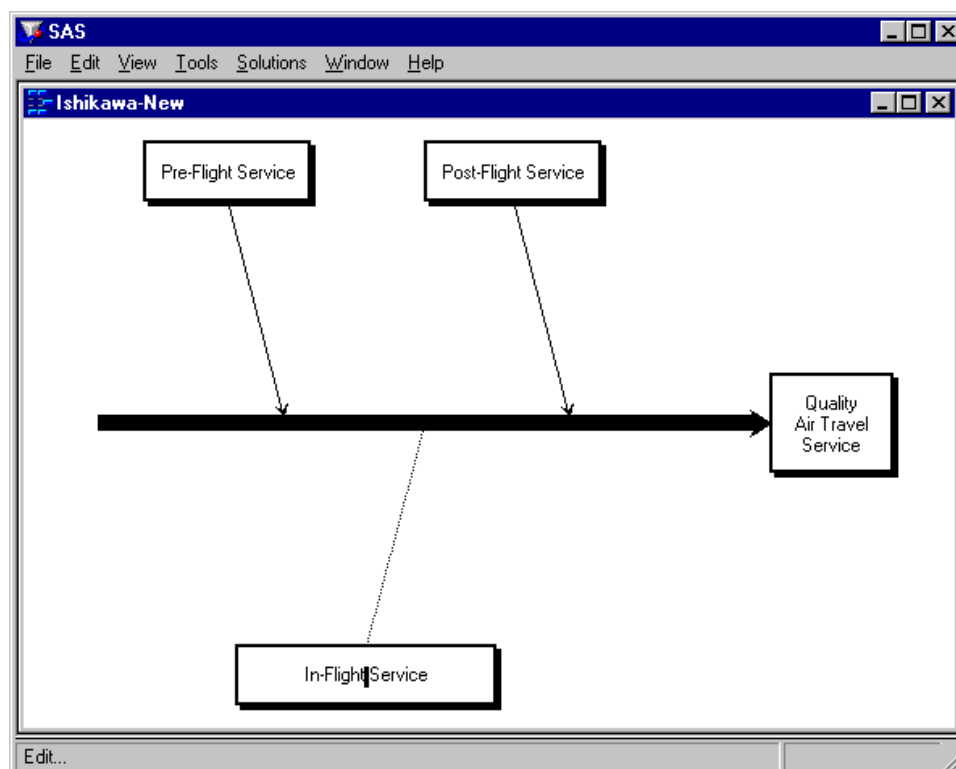 SAS
File Edit View Tools Solutions Window Help
Ishikawa-New
Pre-Flight Service
Post-Flight Service
Quality
Air Travel
Service
In-Flight Service
Edit...